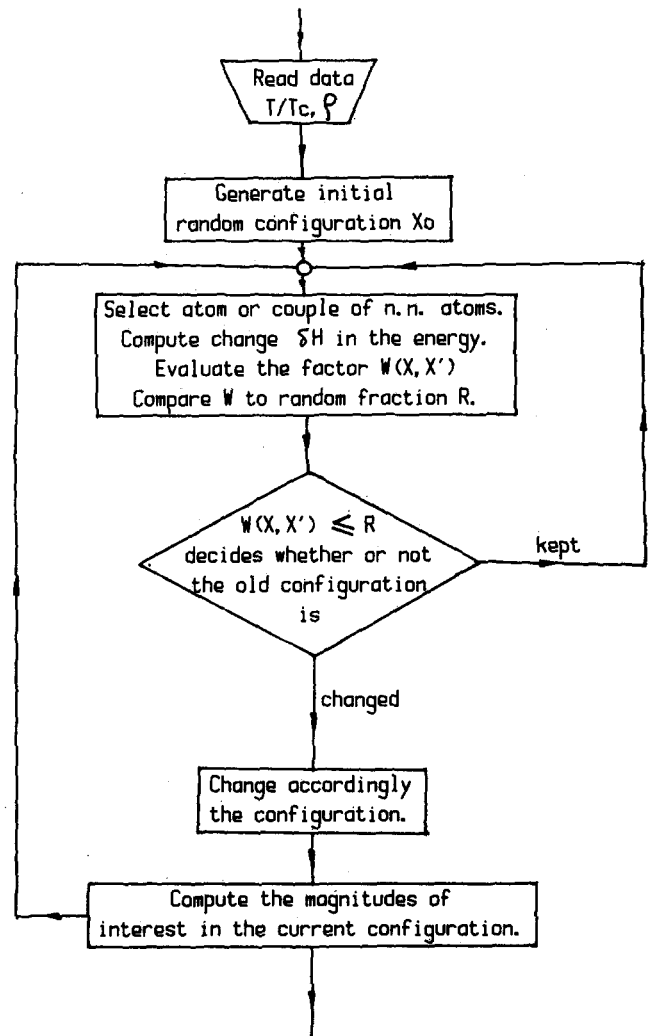 Read data
T/Tc, ρ
Generate initial
random configuration Xo
Select atom or couple of n.n. atoms.
Compute change δH in the energy.
Evaluate the factor W(X,X')
Compare W to random fraction R.
W(X,X') ⩽ R
decides whether or not
the old configuration
is
kept
changed
Change accordingly
the configuration.
Compute the magnitudes of
interest in the current configuration.